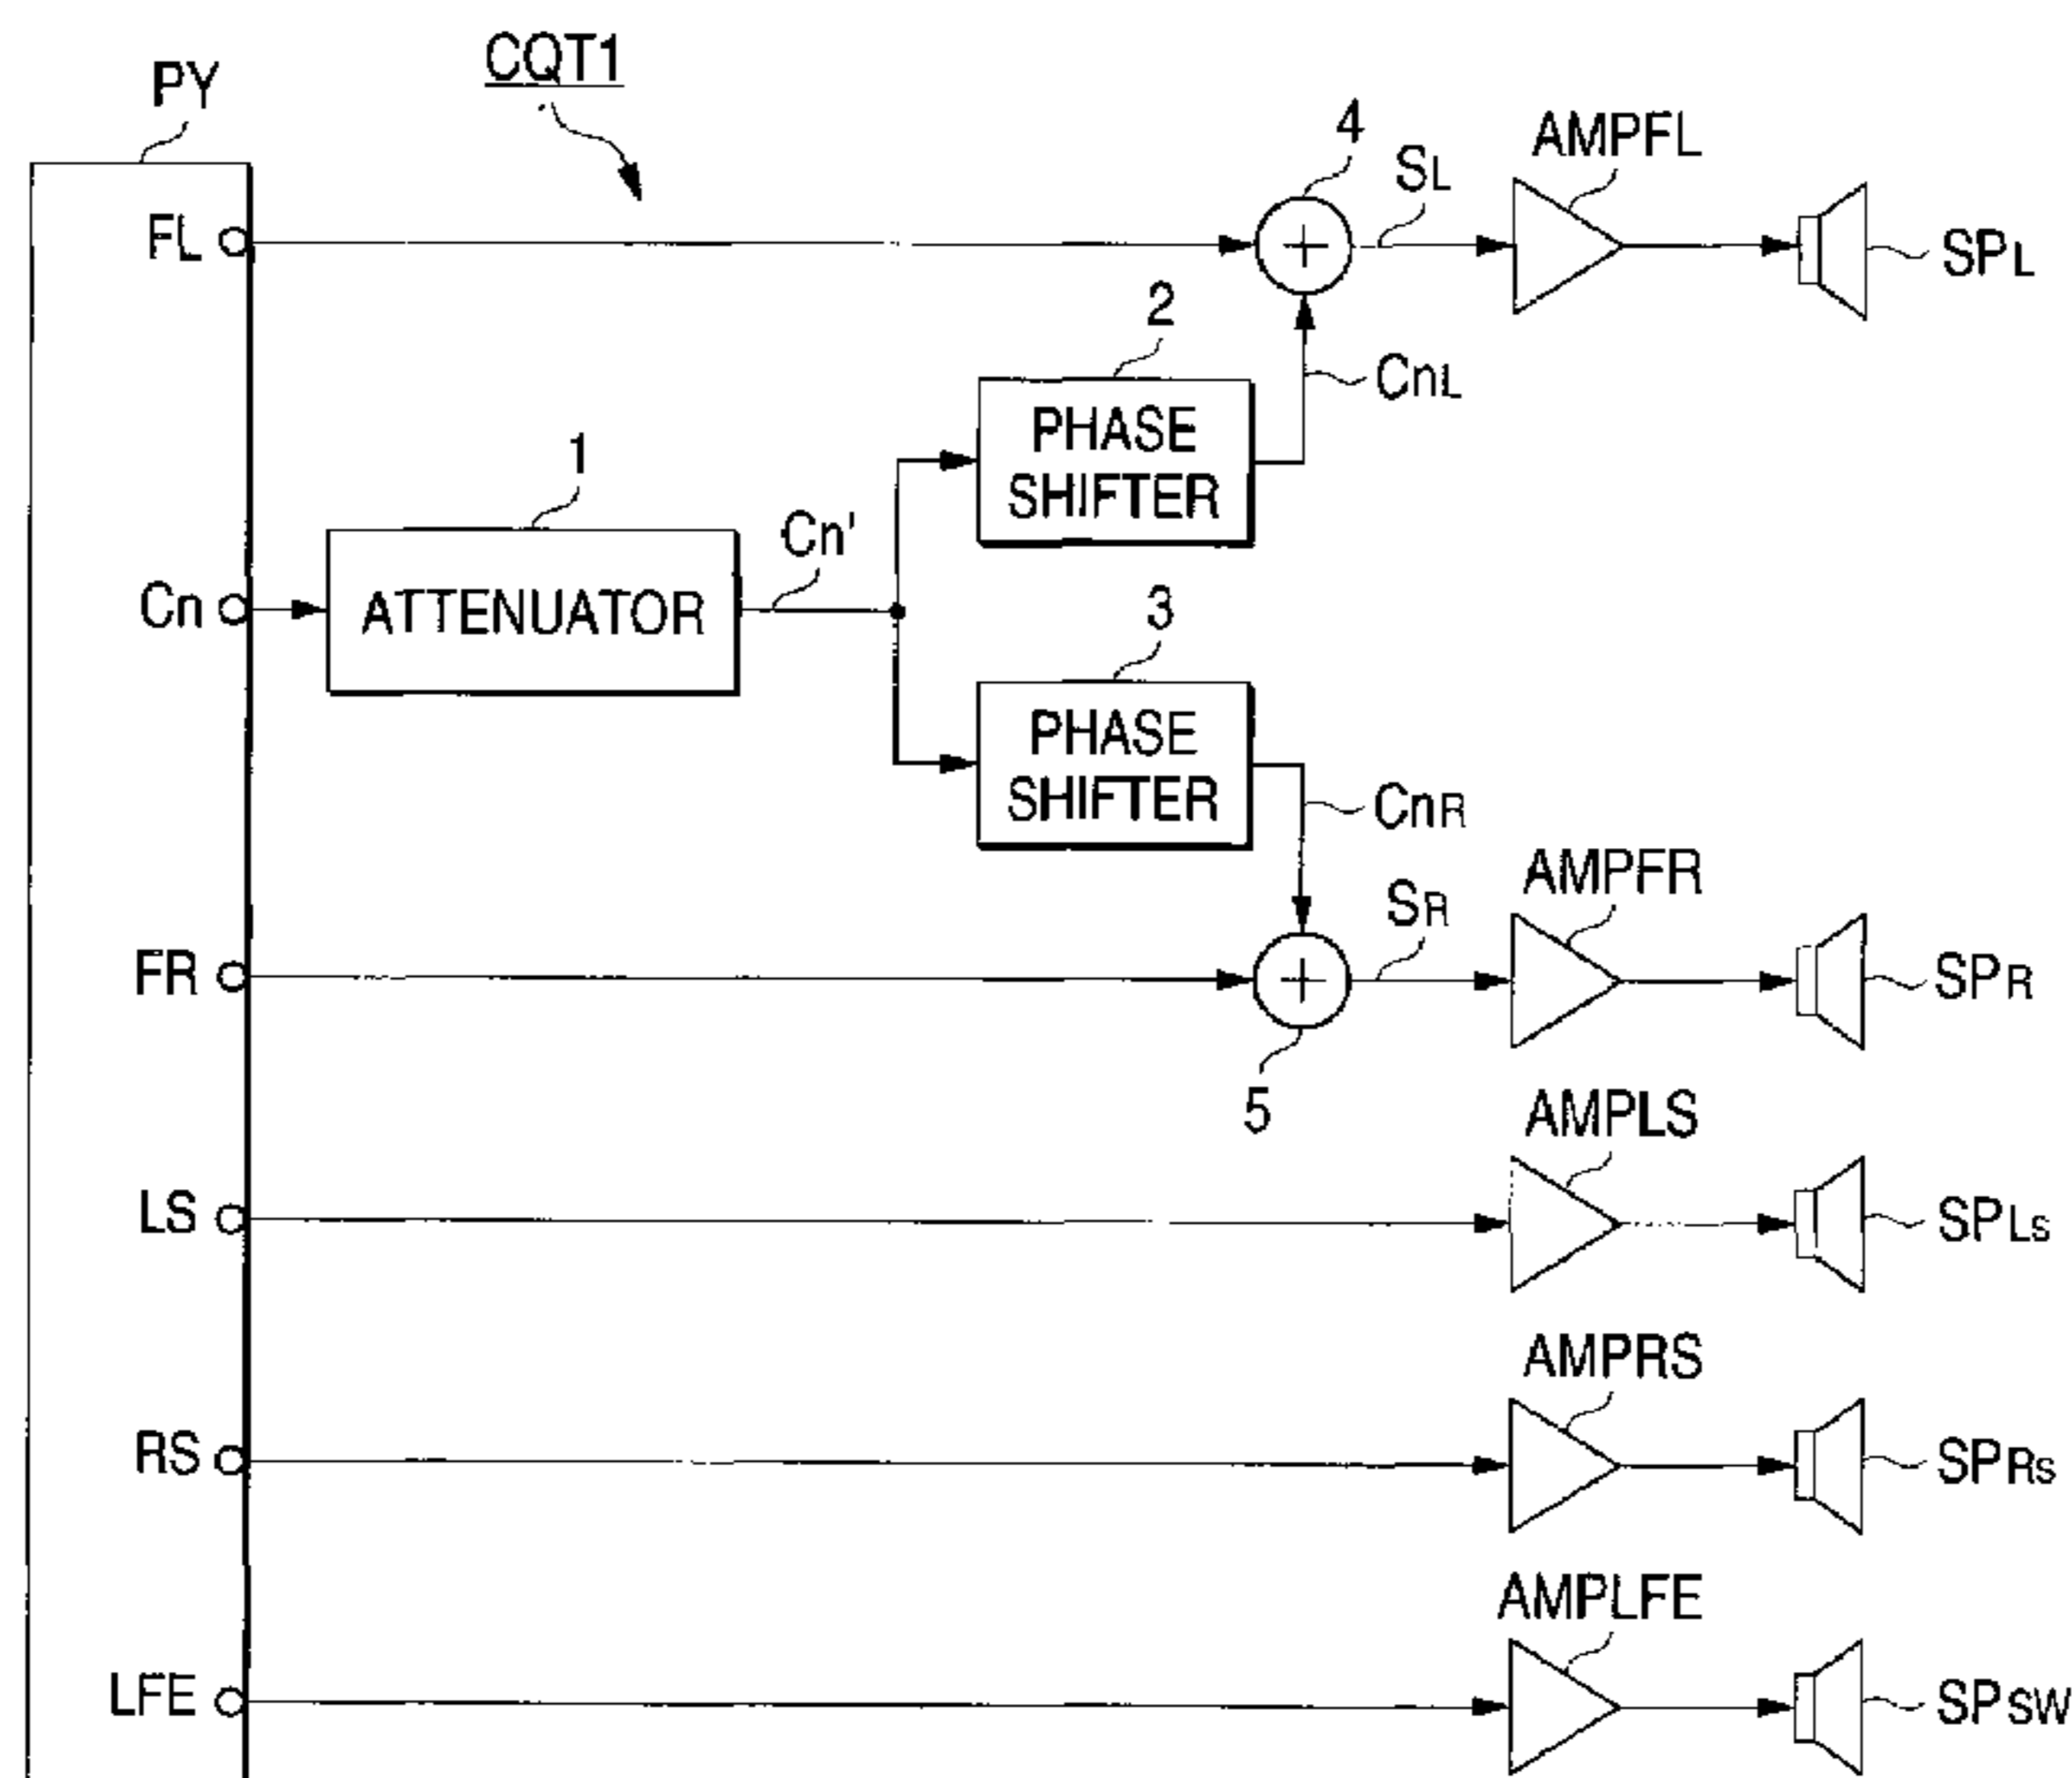 PY
CQT1
4
SL
AMPFL
FL
SPL
2
CnL
PHASE
SHIFTER
1
Cn'
Cn
ATTENUATOR
3
PHASE
SHIFTER
CnR
AMPFR
SR
FR
SPR
5
AMPLS
LS
SPLS
AMPRS
RS
SPRS
AMPLFE
LFE
SPSW